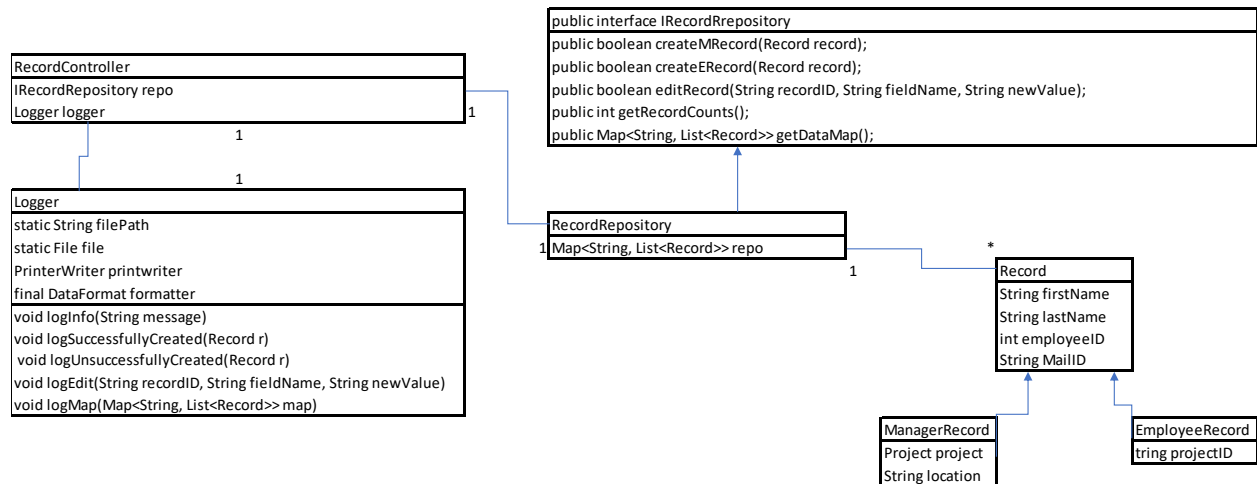 public interface IRecordRrepository
public boolean createMRecord(Record record);
public boolean createERecord(Record record);
public boolean editRecord(String recordID, String fieldName, String newValue);
public int getRecordCounts();
public Map<String, List<Record>> getDataMap();
RecordController
IRecordRepository repo
Logger logger
1
1
1
Logger
static String filePath
static File file
PrinterWriter printwriter
final DataFormat formatter
void logInfo(String message)
void logSuccessfullyCreated(Record r)
void logUnsuccessfullyCreated(Record r)
void logEdit(String recordID, String fieldName, String newValue)
void logMap(Map<String, List<Record>> map)
RecordRepository
1 Map<String, List<Record>> repo
1
*
Record
String firstName
String lastName
int employeeID
String MailID
ManagerRecord
Project project
String location
EmployeeRecord
tring projectID